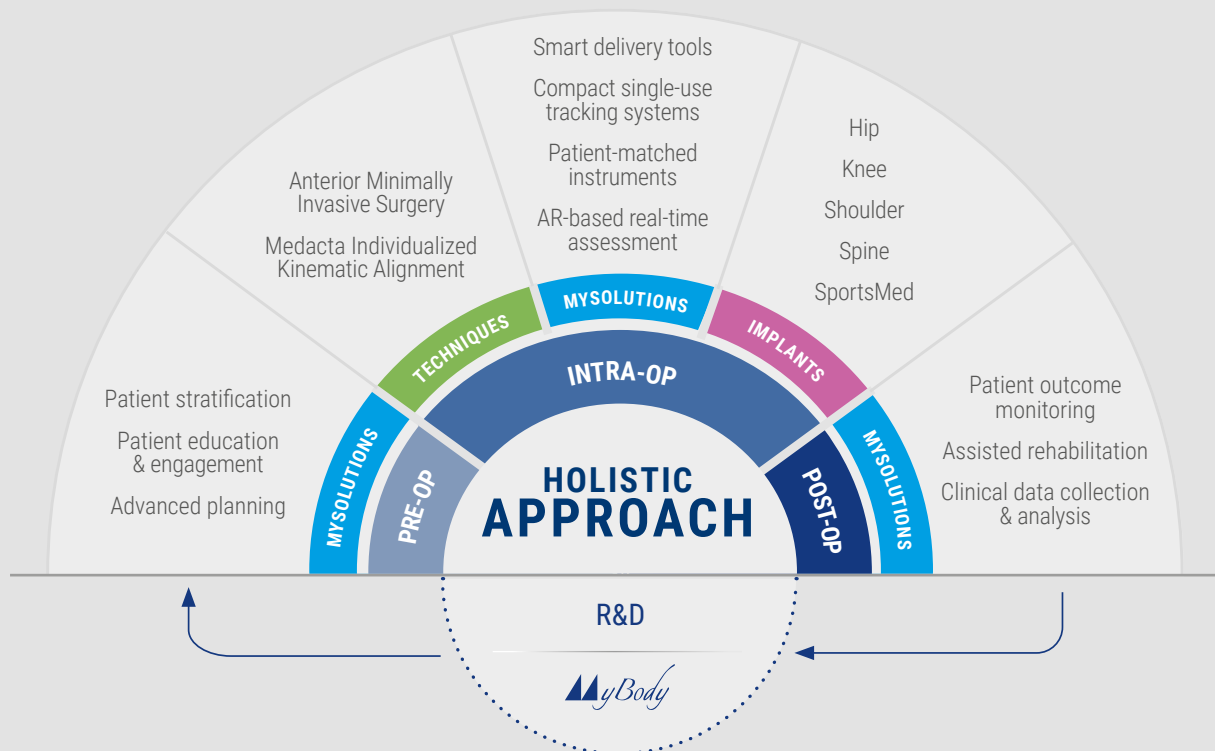 Smart delivery tools
Compact single-use
tracking systems
Patient-matched
instruments
AR-based real-time
assessment
Hip
Knee
Shoulder
Spine
SportsMed
Anterior Minimally
Invasive Surgery
Medacta Individualized
Kinematic Alignment
Patient stratification
Patient education
& engagement
Advanced planning
Patient outcome
monitoring
Assisted rehabilitation
Clinical data collection
& analysis
MYSOLUTIONS
TECHNIQUES
MYSOLUTIONS
IMPLANTS
MYSOLUTIONS
PRE-OP
INTRA-OP
POST-OP
HOLISTIC
APPROACH
R&D
MyBody